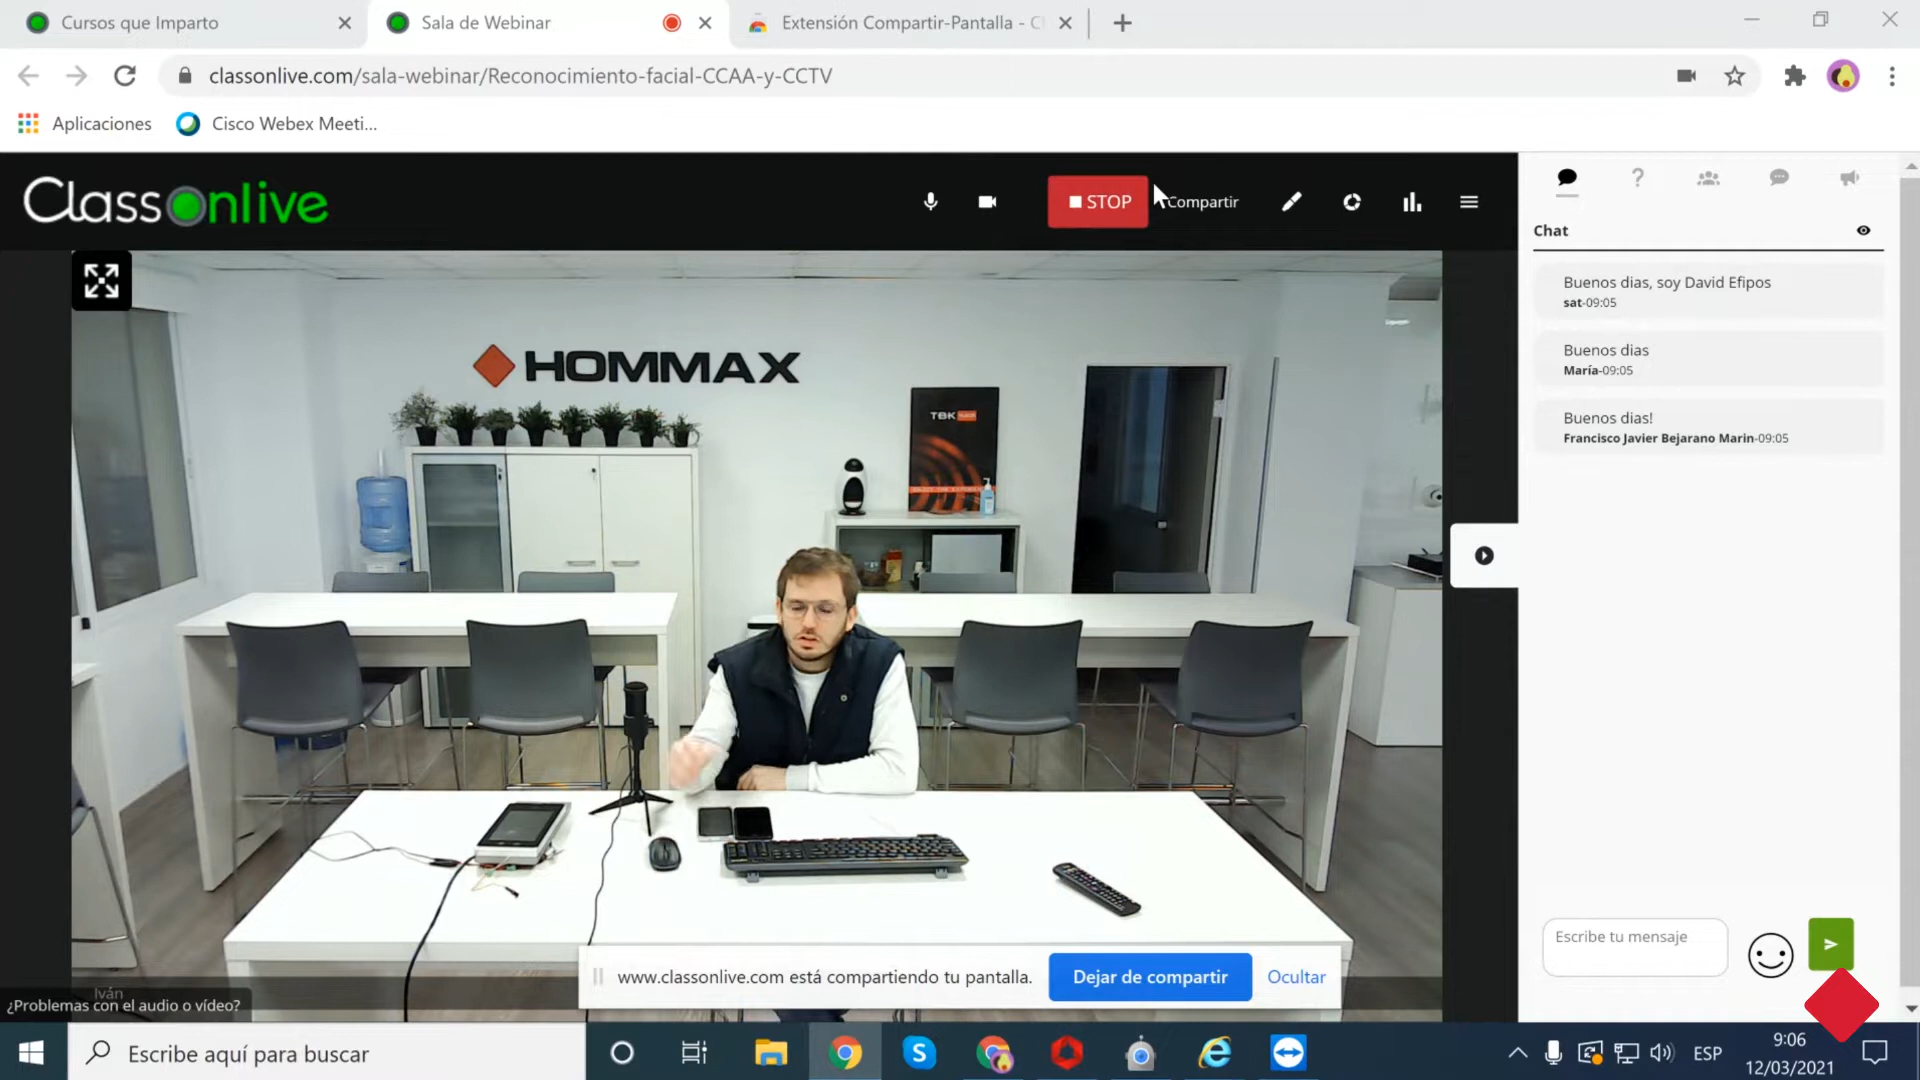 Cursos que Imparto
Sala de Webinar
Extensión Compartir-Pantalla - C
classonlive.com/sala-webinar/Reconocimiento-facial-CCAA-y-CCTV
Aplicaciones
Cisco Webex Meeti...
Classonlive
STOP
Compartir
Chat
Buenos dias, soy David Efipos
sat-09:05
Buenos dias
María-09:05
Buenos dias!
Francisco Javier Bejarano Marin-09:05
HOMMAX
TBK
Escribe tu mensaje
www.classonlive.com está compartiendo tu pantalla.
Dejar de compartir
Ocultar
Iván
¿Problemas con el audio o vídeo?
Escribe aquí para buscar
ESP
9:06
12/03/2021